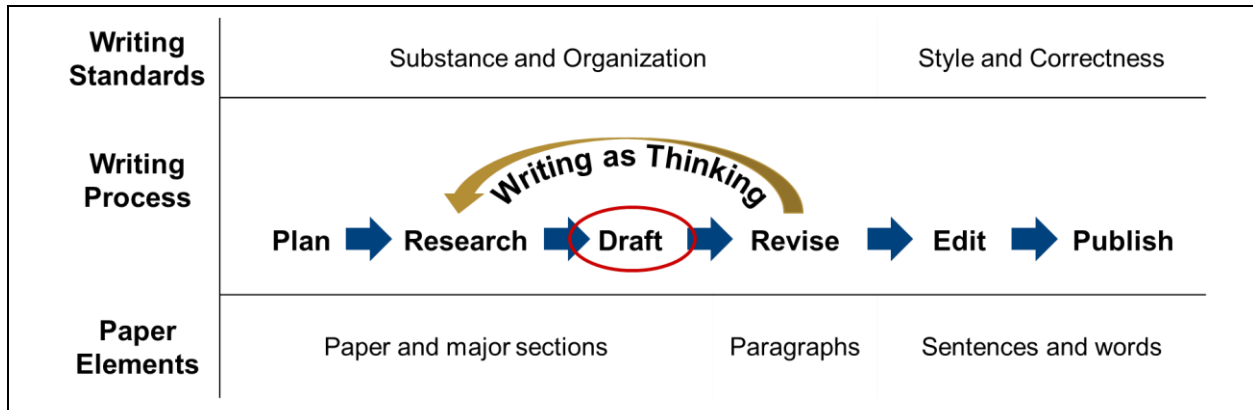 Writing
Standards
Substance and Organization
Style and Correctness
Writing
Process
Writing as Thinking
Plan
Research
Draft
Revise
Edit
Publish
Paper
Elements
Paper and major sections
Paragraphs
Sentences and words